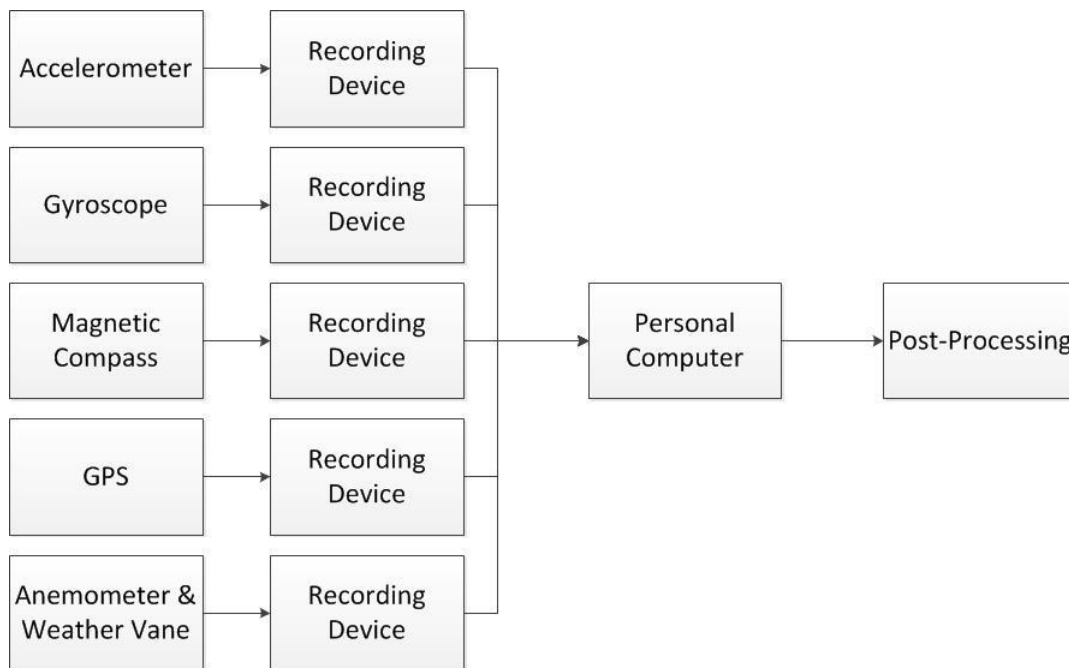 Accelerometer
Recording
Device
Gyroscope
Recording
Device
Magnetic
Compass
Recording
Device
Personal
Computer
Post-Processing
GPS
Recording
Device
Anemometer &
Weather Vane
Recording
Device